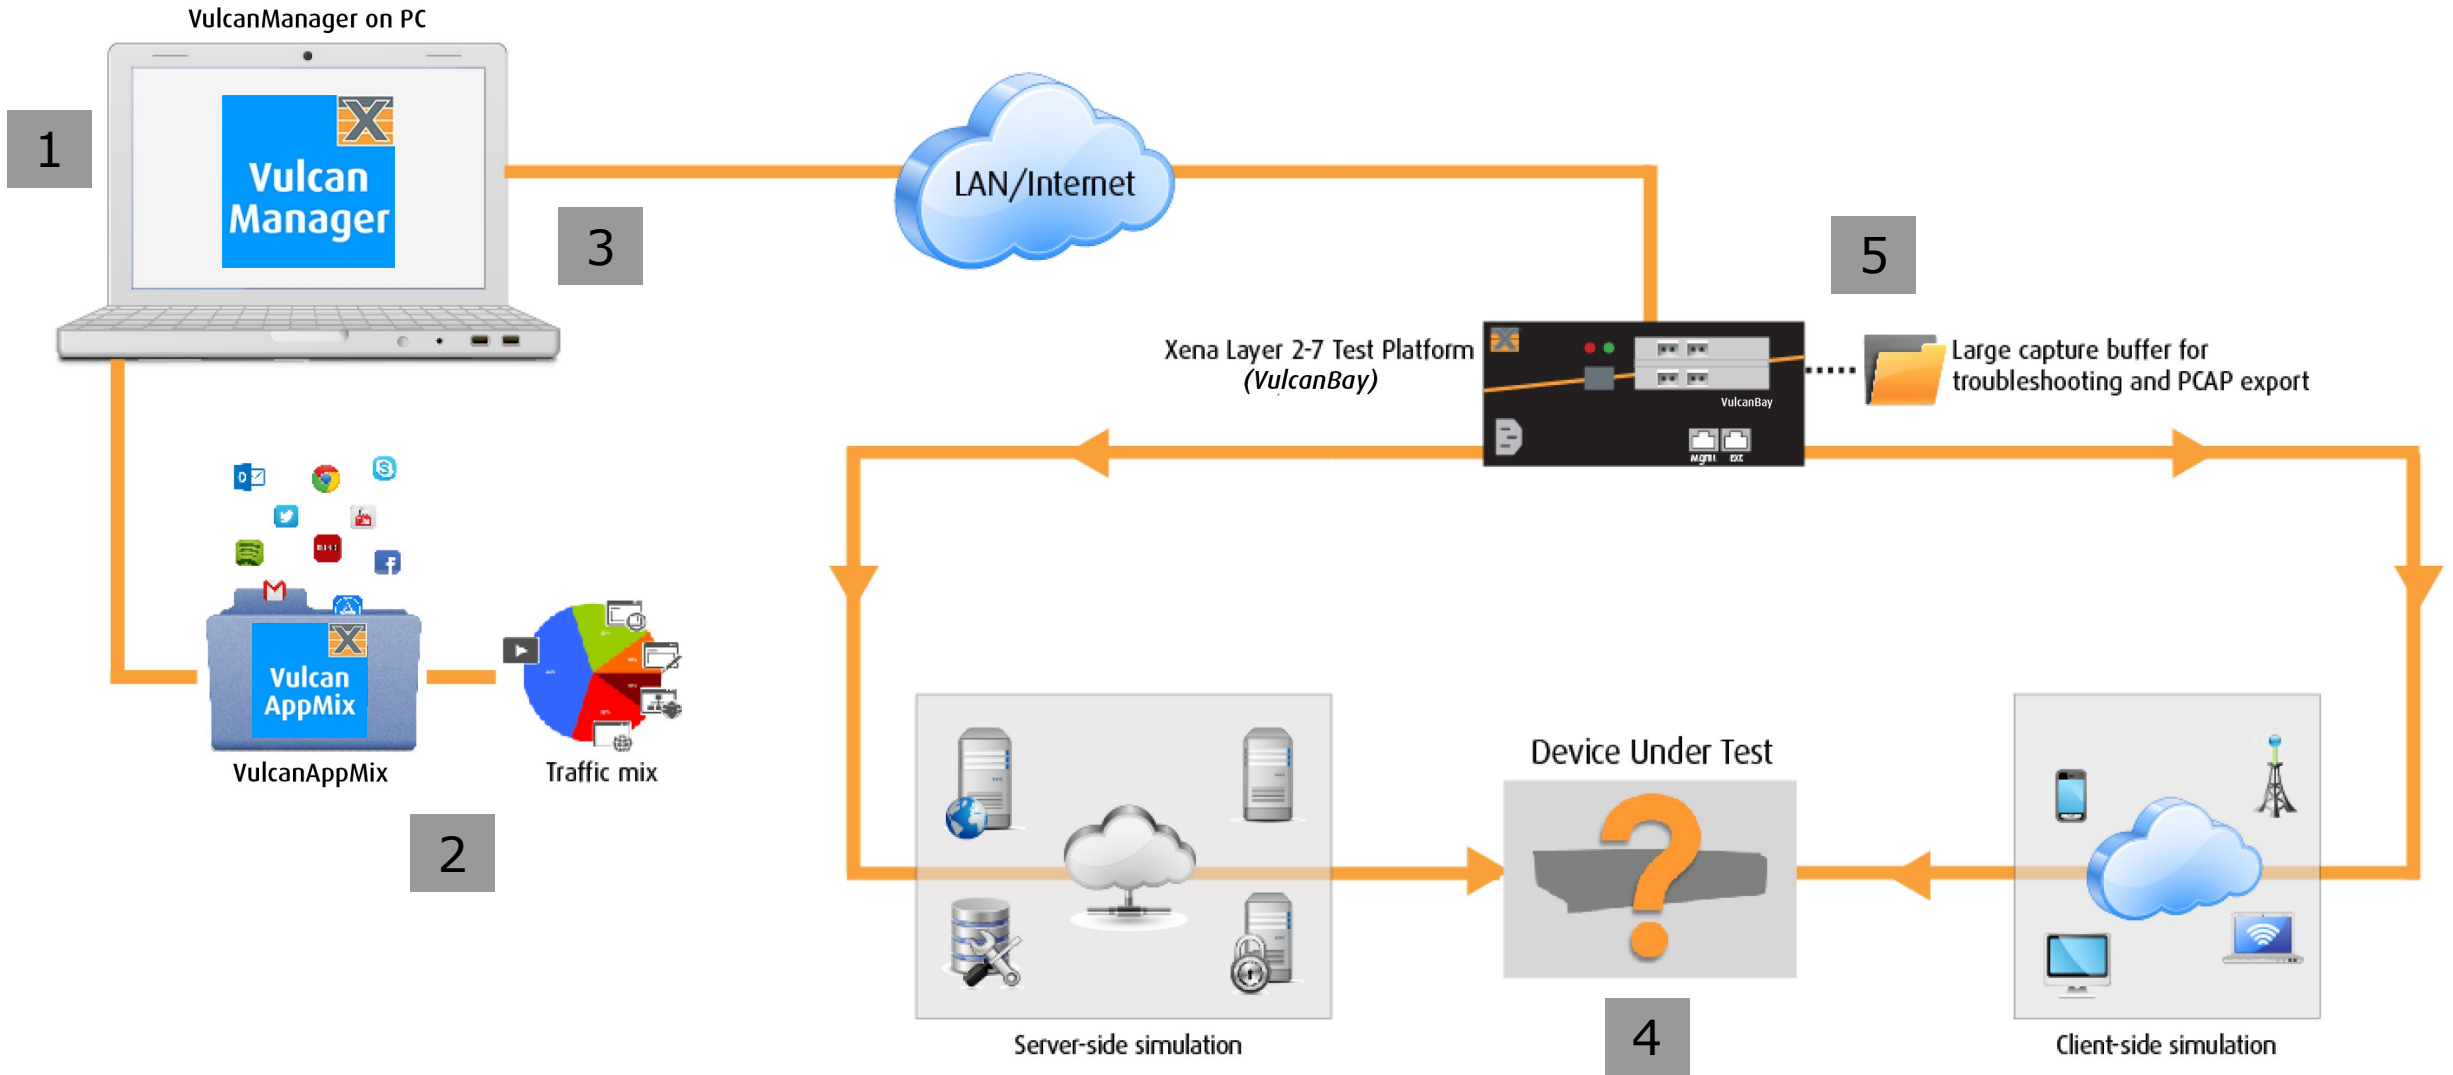 VulcanManager on PC
1
Vulcan
Manager
3
LAN/Internet
5
Xena Layer 2-7 Test Platform
(VulcanBay)
VulcanBay
Mgmt
EXT
Large capture buffer for
troubleshooting and PCAP export
Vulcan
AppMix
VulcanAppMix
Traffic mix
2
Device Under Test
?
4
Server-side simulation
Client-side simulation